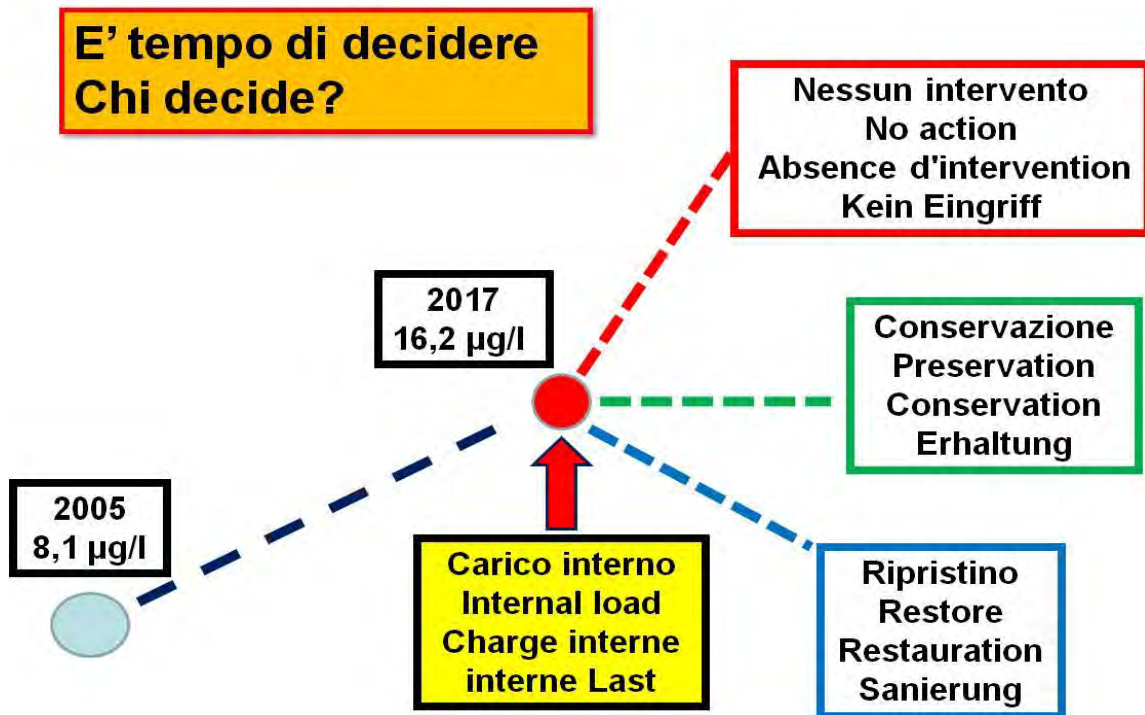 E' tempo di decidere
Chi decide?
Nessun intervento
No action
Absence d'intervention
Kein Eingriff
2017
16,2 µg/l
Conservazione
Preservation
Conservation
Erhaltung
2005
8,1 µg/l
Carico interno
Internal load
Charge interne
interne Last
Ripristino
Restore
Restauration
Sanierung